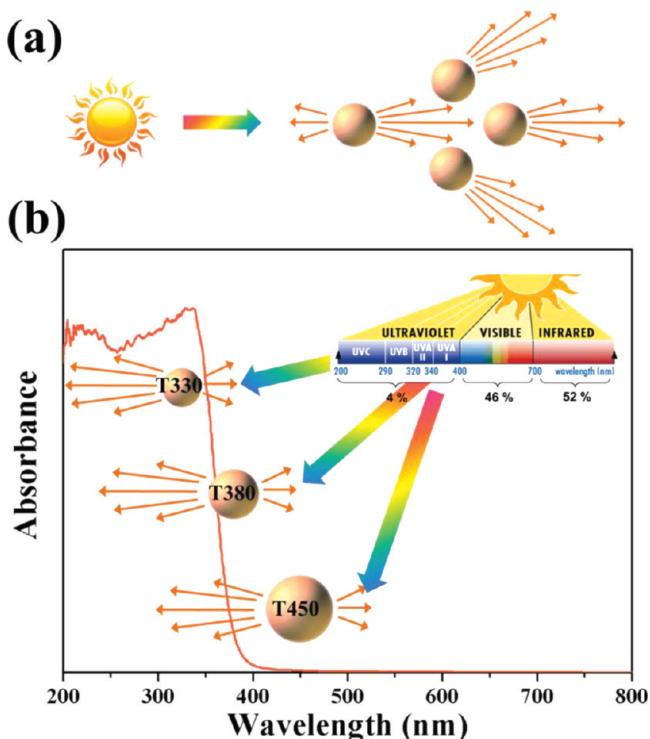 (a)
(b)
ULTRAVIOLET VISIBLE INFRARED
UVC UVB UVA II UVA I
200 290 320 340 400 700 wavelength (nm)
4 % 46 % 52 %
T330
T380
T450
Absorbance
200 300 400 500 600 700 800
Wavelength (nm)